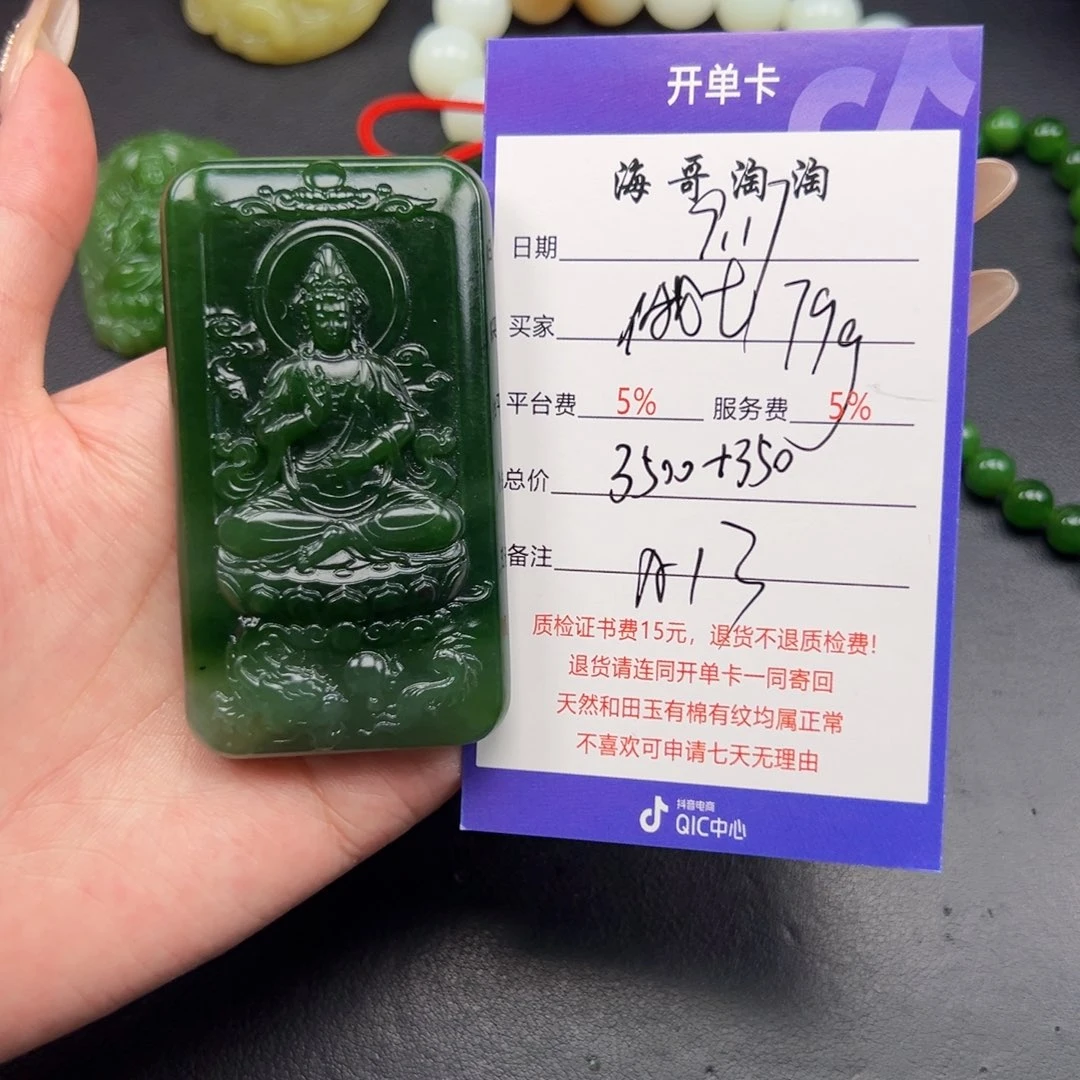 开单卡
海哥淘淘
日期 7.17
买家 79g
平台费 5% 服务费 5%
总价 3500+350
备注 A13
质检证书费15元，退货不退质检费！
退货请连同开单卡一同寄回
天然和田玉有棉有纹均属正常
不喜欢可申请七天无理由
抖音电商
QIC中心